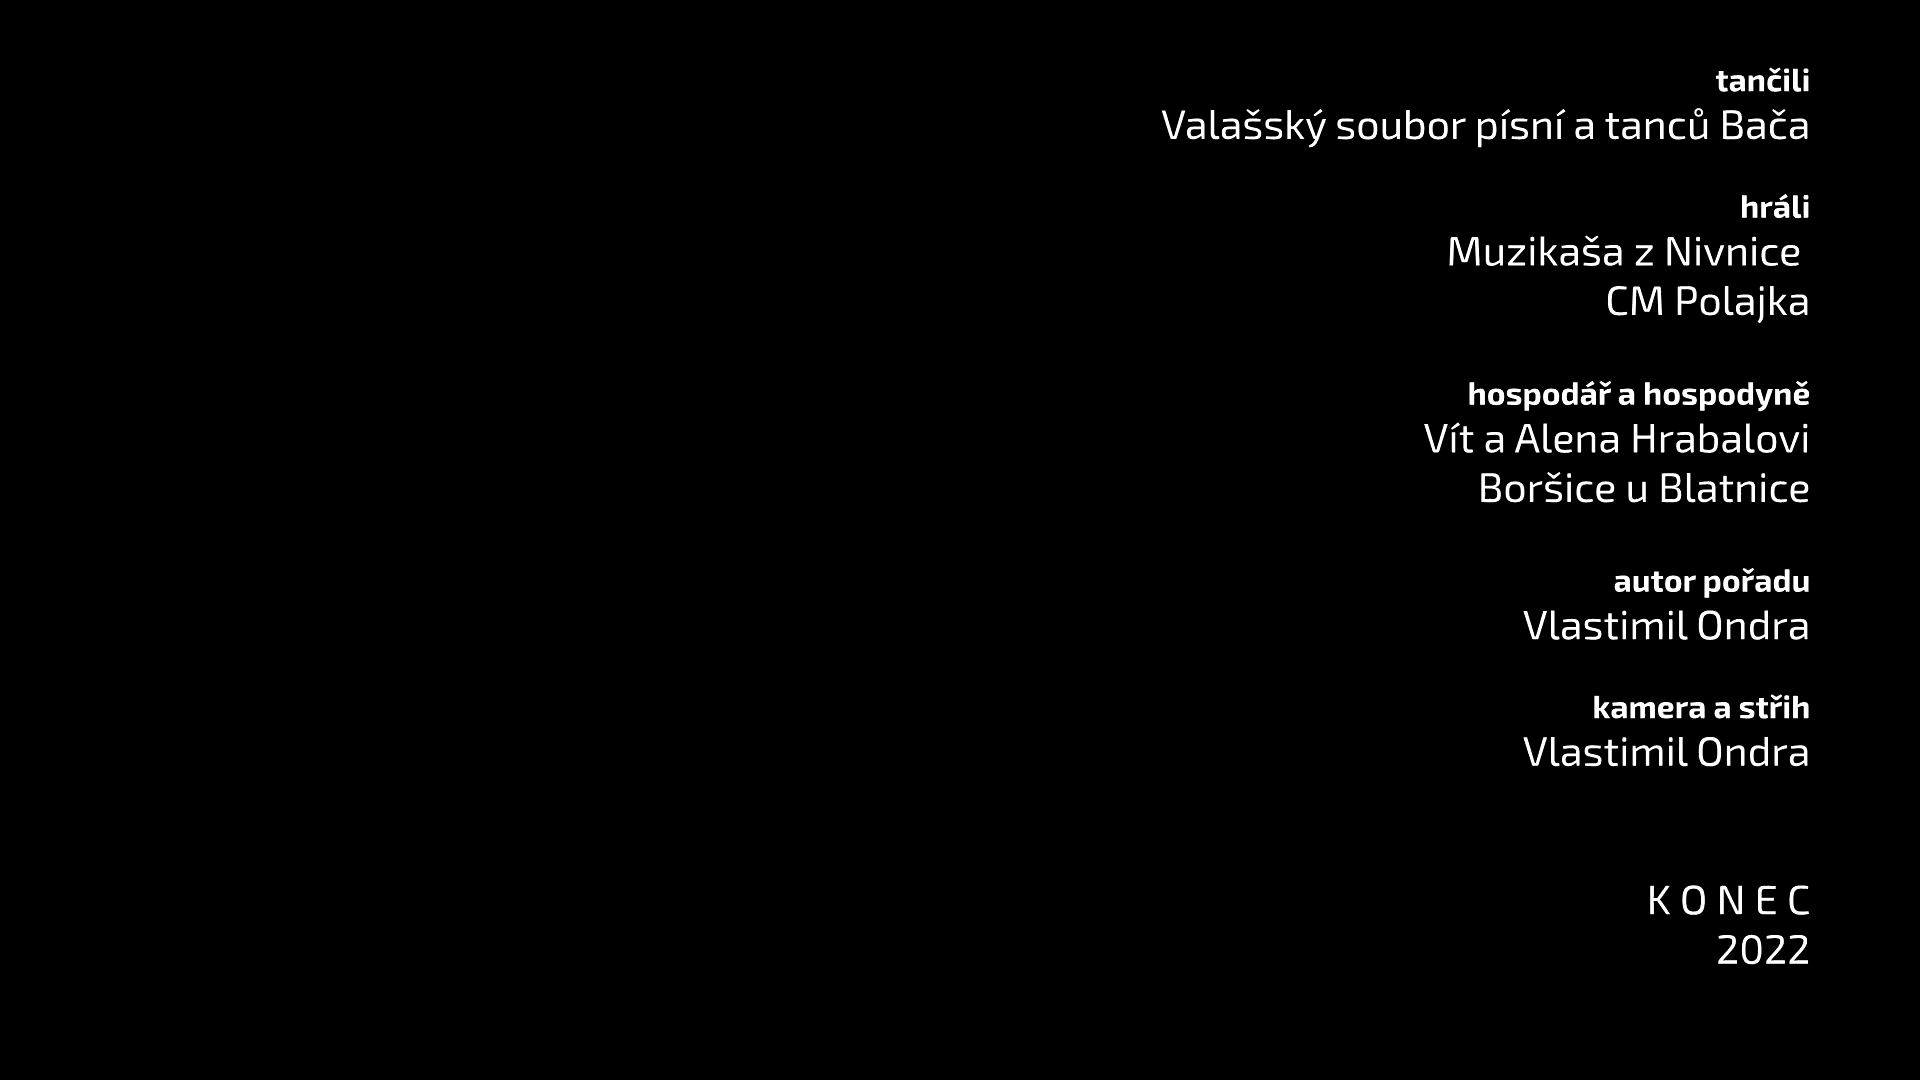 tančili
Valašský soubor písní a tanců Bača
hráli
Muzikaša z Nivnice
CM Polajka
hospodář a hospodyně
Vít a Alena Hrabalovi
Boršice u Blatnice
autor pořadu
Vlastimil Ondra
kamera a střih
Vlastimil Ondra
K O N E C
2022